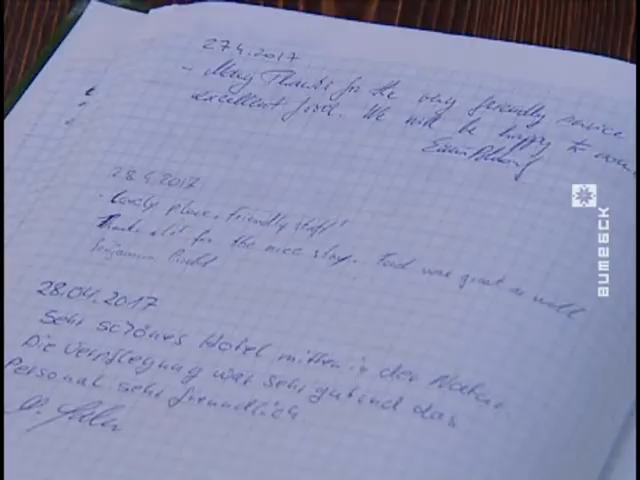 27.4.2017
- Many Thanks for the very friendly service
excellent food. We will be happy to
28.4.2017
- Lovely place, friendly staff!
Thanks a lot for the nice stay. Food was great as well
Benjamin
28.04.2017
Sehr schönes Hotel mitten in der Natur.
Die Verpflegung war sehr gut und das
Personal sehr freundlich
витебск